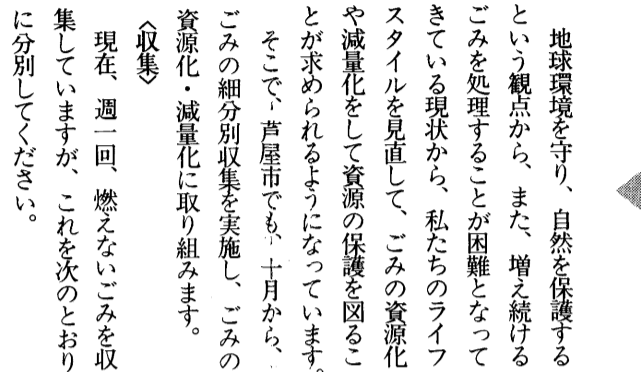 地球環境を守り、自然を保護する
という観点から、また、増え続ける
ごみを処理することが困難となって
きている現状から、私たちのライフ
スタイルを見直して、ごみの資源化
や減量化をして資源の保護を図るこ
とが求められるようになっています。
そこで、芦屋市でも、十月から、
ごみの細分別収集を実施し、ごみの
資源化・減量化に取り組みます。
〈収集〉
現在、週一回、燃えないごみを収
集していますが、これを次のとおり
に分別してください。